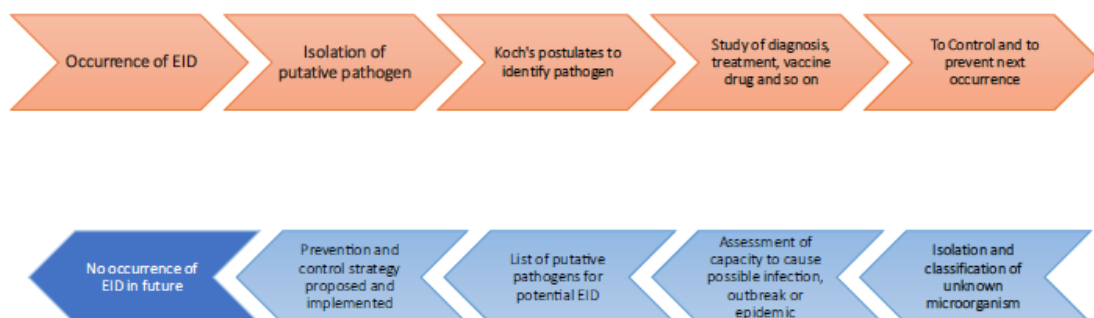 Occurrence of EID
Isolation of
putative pathogen
Koch's postulates to
identify pathogen
Study of diagnosis,
treatment, vaccine
drug and so on
To Control and to
prevent next
occurrence
No occurrence of
EID in future
Prevention and
control strategy
proposed and
implemented
List of putative
pathogens for
potential EID
Assessment of
capacity to cause
possible infection,
outbreak or
epidemic
Isolation and
classification of
unknown
microorganism